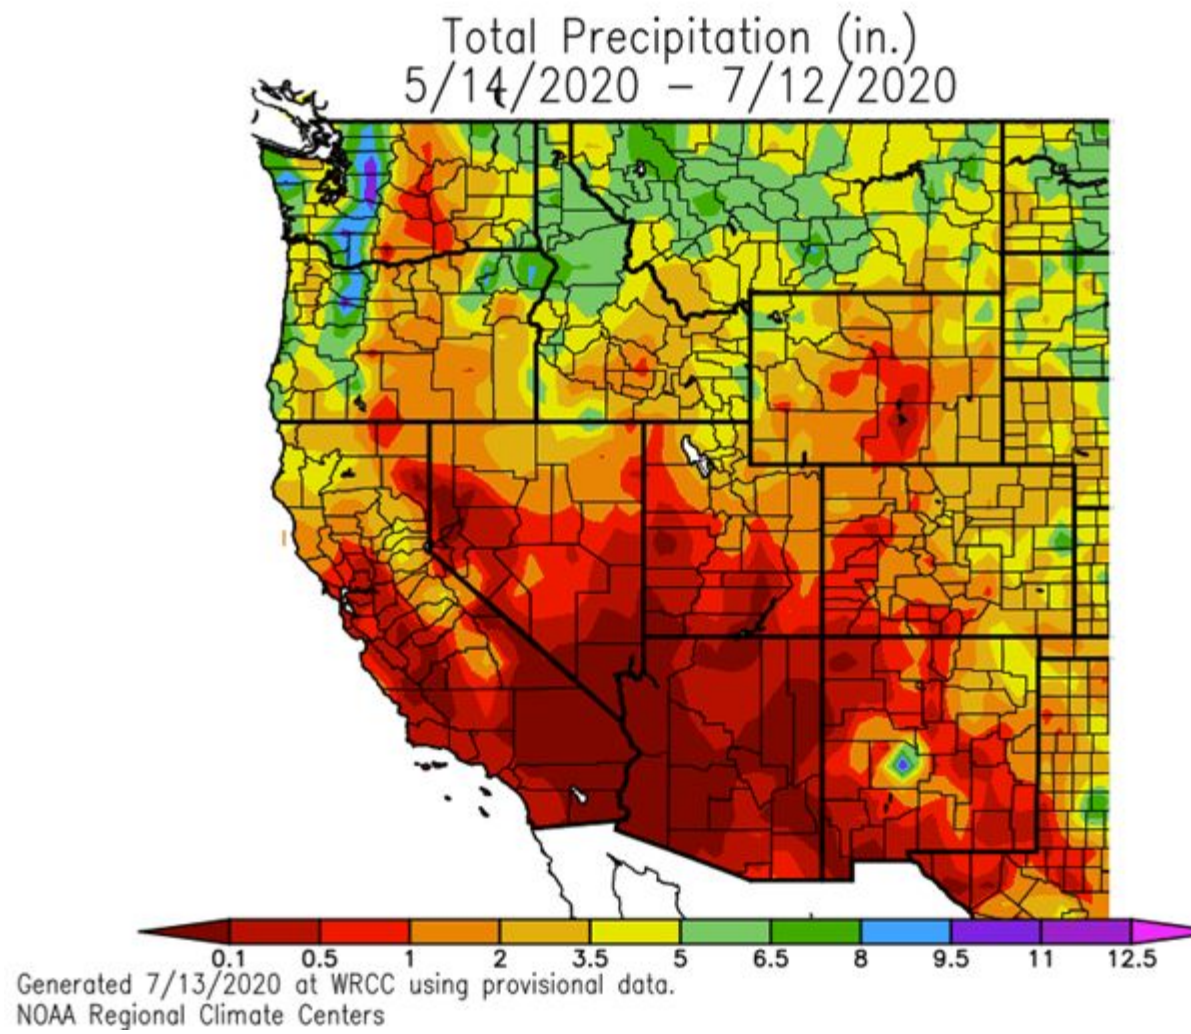 Total Precipitation (in.)
5/14/2020 – 7/12/2020
0.1 0.5 1 2 3.5 5 6.5 8 9.5 11 12.5
Generated 7/13/2020 at WRCC using provisional data.
NOAA Regional Climate Centers